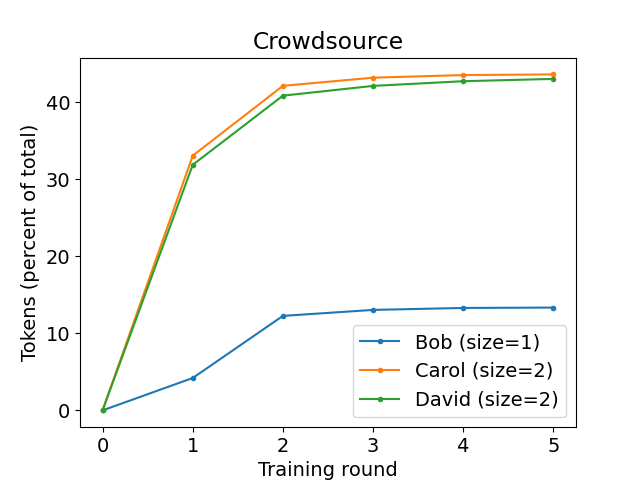 Crowdsource
Tokens (percent of total)
40
30
20
10
0
Bob (size=1)
Carol (size=2)
David (size=2)
0 1 2 3 4 5
Training round